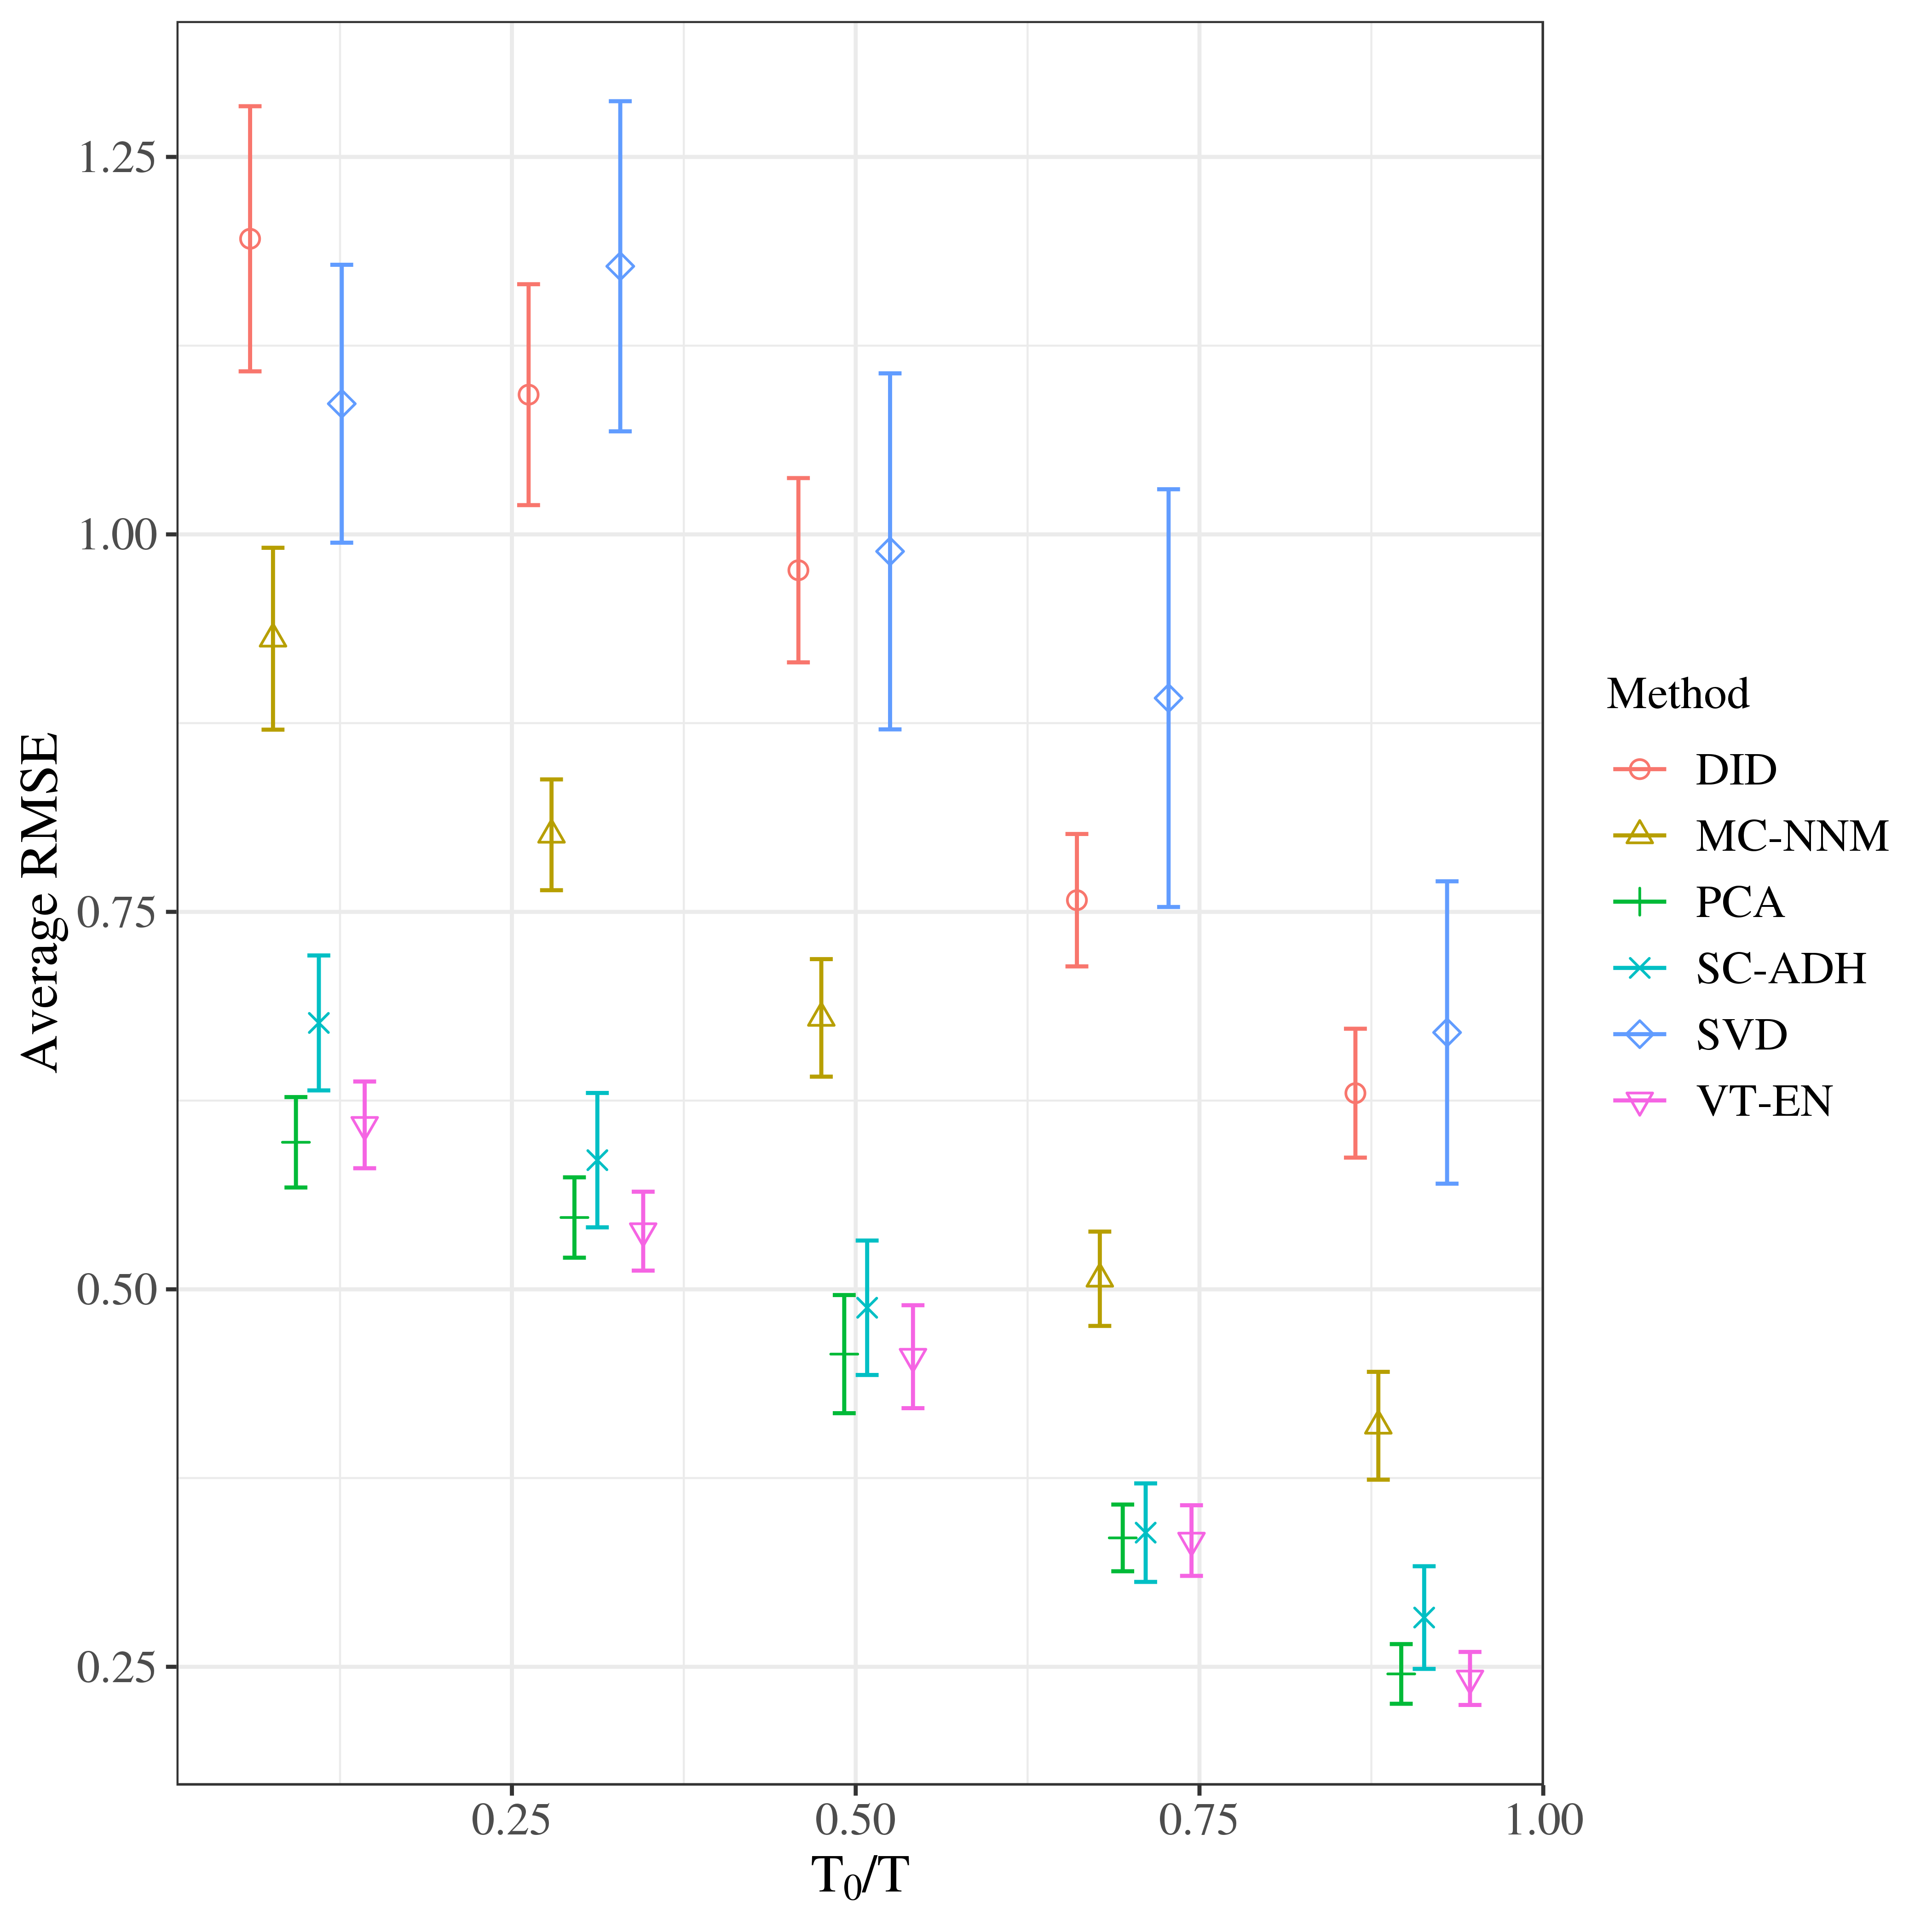 1.25
1.00
0.75
0.50
0.25
Average RMSE
0.25 0.50 0.75 1.00
T₀/T
Method
DID
MC-NNM
PCA
SC-ADH
SVD
VT-EN